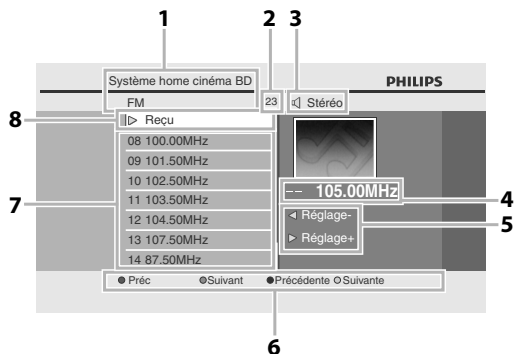 1 2 3
Système home cinéma BD
PHILIPS
FM 23 Stéréo
8 Reçu
08 100.00MHz
09 101.50MHz
10 102.50MHz
11 103.50MHz
12 104.50MHz
13 107.50MHz
14 87.50MHz
7
-- 105.00MHz
4
Réglage-
5
Réglage+
Préc Suivant Précédente Suivante
6